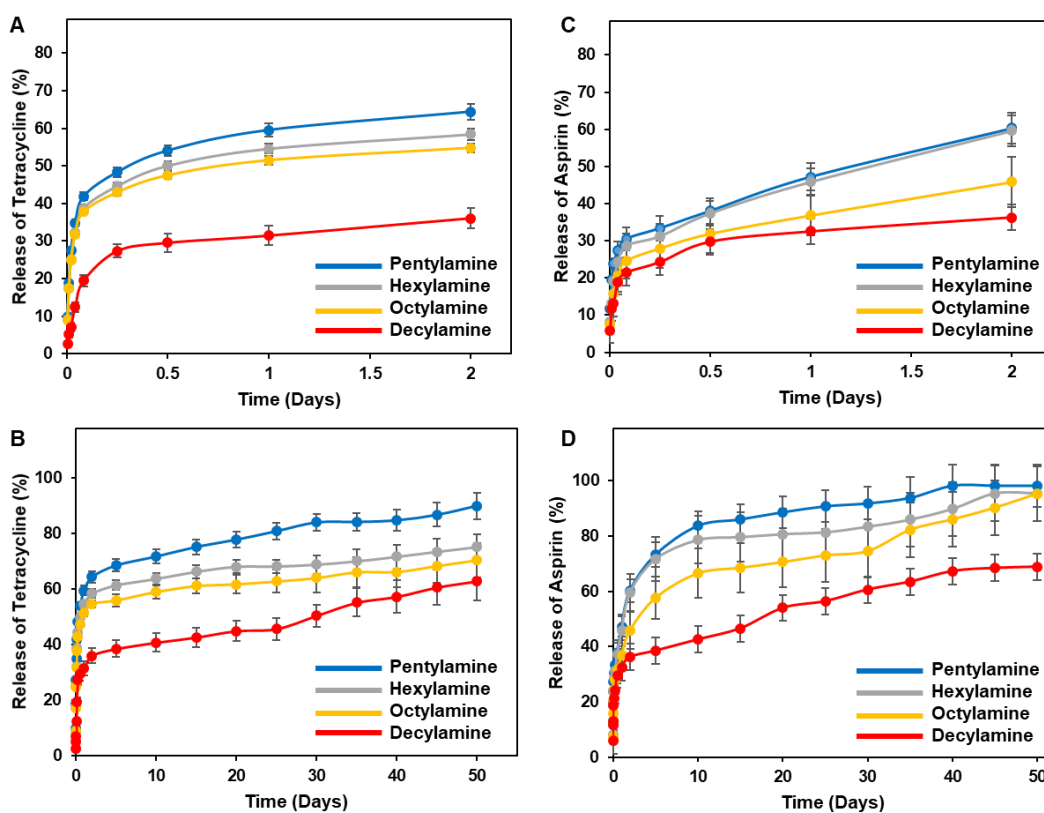 A
Release of Tetracycline (%)
80
70
60
50
40
30
20
10
0
0
0.5
1
1.5
2
Time (Days)
Pentylamine
Hexylamine
Octylamine
Decylamine
C
Release of Aspirin (%)
80
70
60
50
40
30
20
10
0
0
0.5
1
1.5
2
Time (Days)
Pentylamine
Hexylamine
Octylamine
Decylamine
B
Release of Tetracycline (%)
100
80
60
40
20
0
0
10
20
30
40
50
Time (Days)
Pentylamine
Hexylamine
Octylamine
Decylamine
D
Release of Aspirin (%)
100
80
60
40
20
0
0
10
20
30
40
50
Time (Days)
Pentylamine
Hexylamine
Octylamine
Decylamine